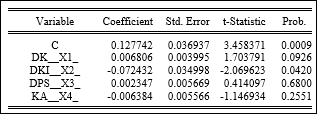 Variable Coefficient Std. Error t-Statistic Prob.
C 0.127742 0.036937 3.458371 0.0009
DK__X1_ 0.006806 0.003995 1.703791 0.0926
DKI__X2_ -0.072432 0.034998 -2.069623 0.0420
DPS__X3_ 0.002347 0.005669 0.414097 0.6800
KA__X4_ -0.006384 0.005566 -1.146934 0.2551